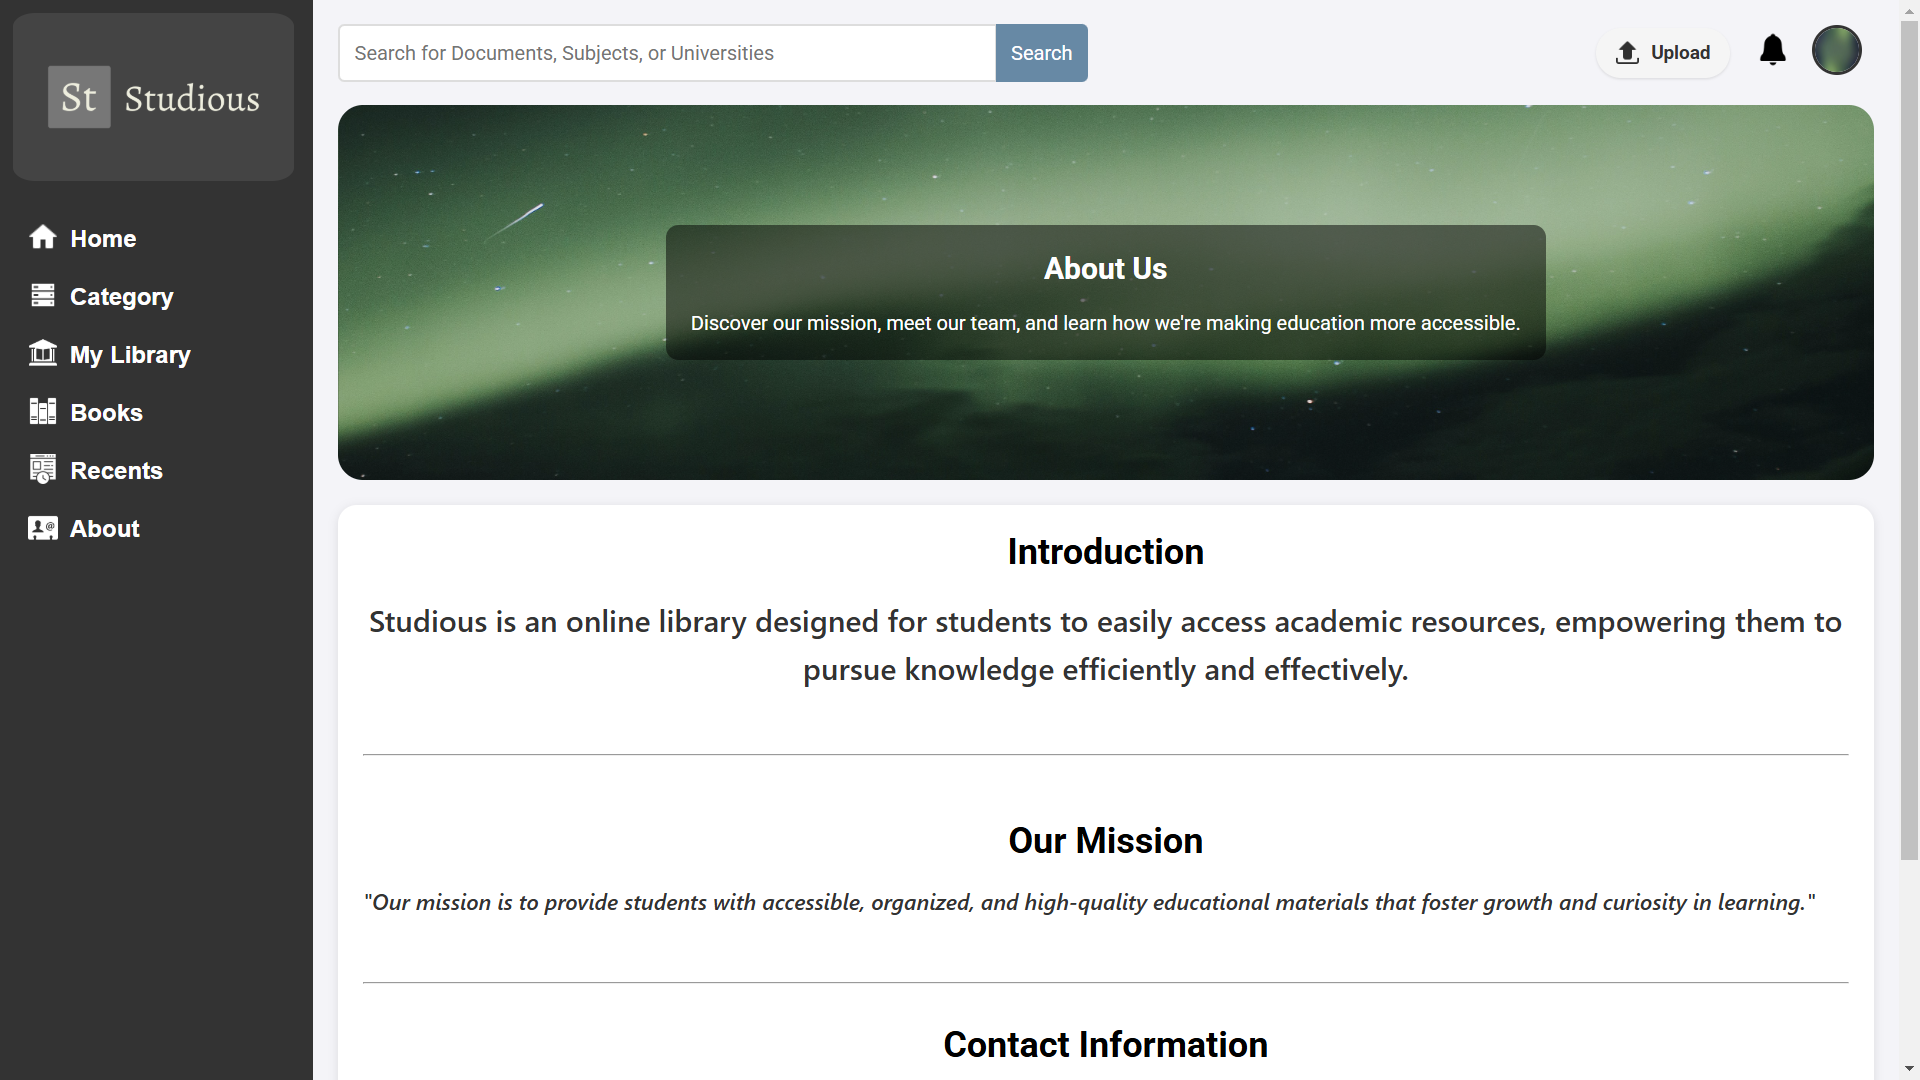 St Studious
Home
Category
My Library
Books
Recents
About
Search for Documents, Subjects, or Universities
Search
Upload
About Us
Discover our mission, meet our team, and learn how we're making education more accessible.
Introduction
Studious is an online library designed for students to easily access academic resources, empowering them to
pursue knowledge efficiently and effectively.
Our Mission
"Our mission is to provide students with accessible, organized, and high-quality educational materials that foster growth and curiosity in learning."
Contact Information